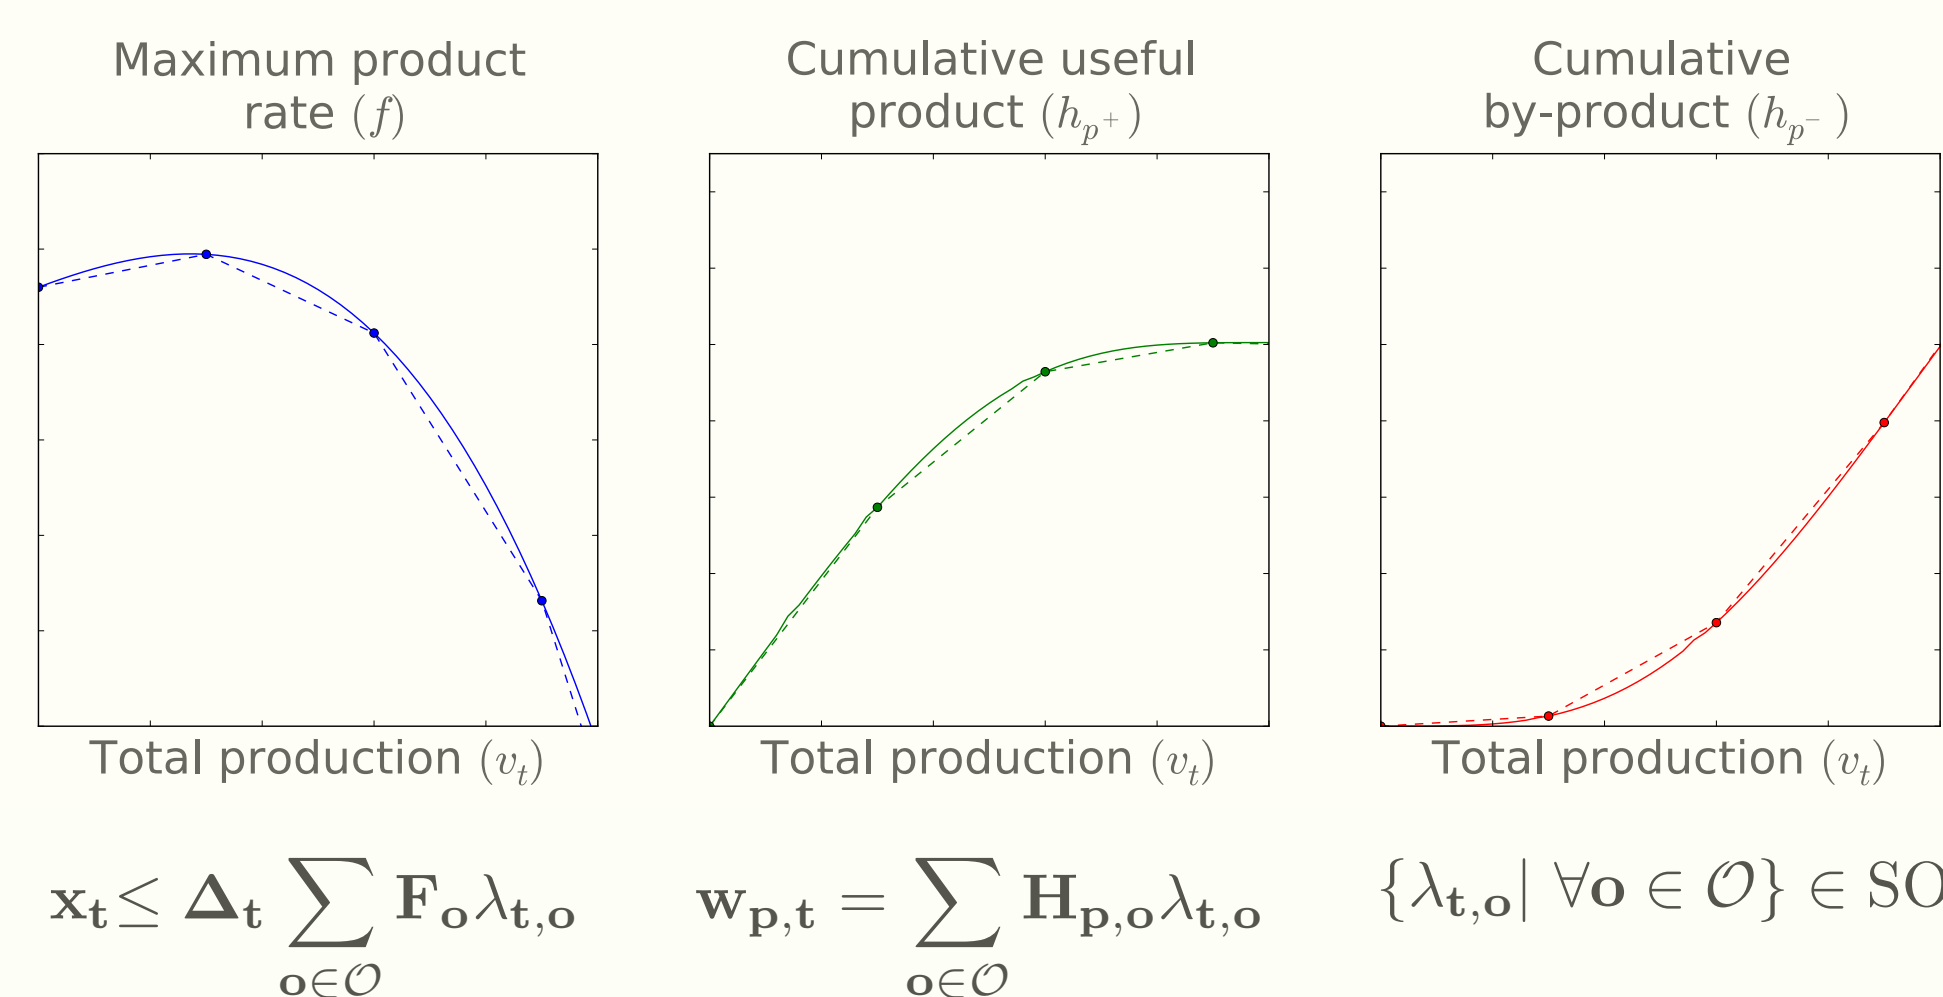 Maximum product
rate (f)
Cumulative useful
product (h_{p^+})
Cumulative
by-product (h_{p^-})
Total production (v_t)
Total production (v_t)
Total production (v_t)
x_t ≤ Δ_t ∑_{o∈𝒪} F_o λ_{t,o}
w_{p,t} = ∑_{o∈𝒪} H_{p,o} λ_{t,o}
{λ_{t,o}| ∀o ∈ 𝒪} ∈ SO